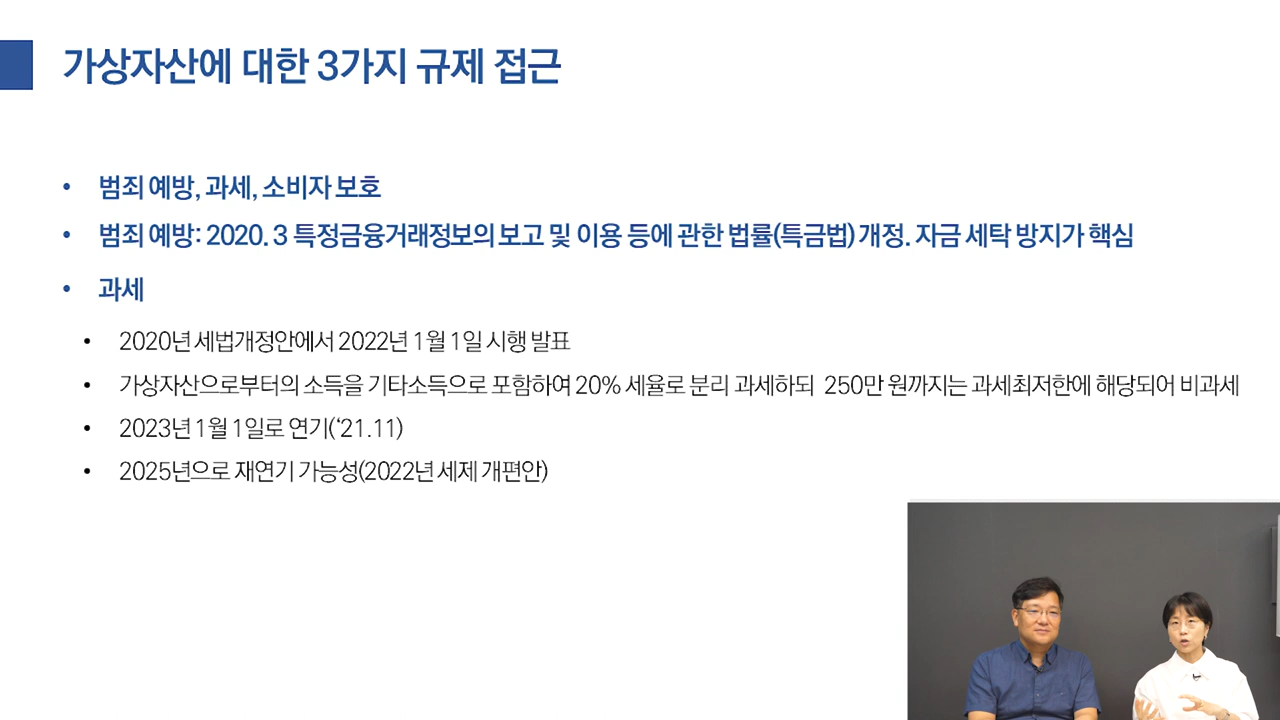 가상자산에 대한 3가지 규제 접근
• 범죄 예방, 과세, 소비자 보호
• 범죄 예방: 2020. 3 특정금융거래정보의 보고 및 이용 등에 관한 법률(특금법) 개정. 자금 세탁 방지가 핵심
• 과세
• 2020년 세법개정안에서 2022년 1월 1일 시행 발표
• 가상자산으로부터의 소득을 기타소득으로 포함하여 20% 세율로 분리 과세하되 250만 원까지는 과세최저한에 해당되어 비과세
• 2023년 1월 1일로 연기(‘21.11)
• 2025년으로 재연기 가능성(2022년 세제 개편안)